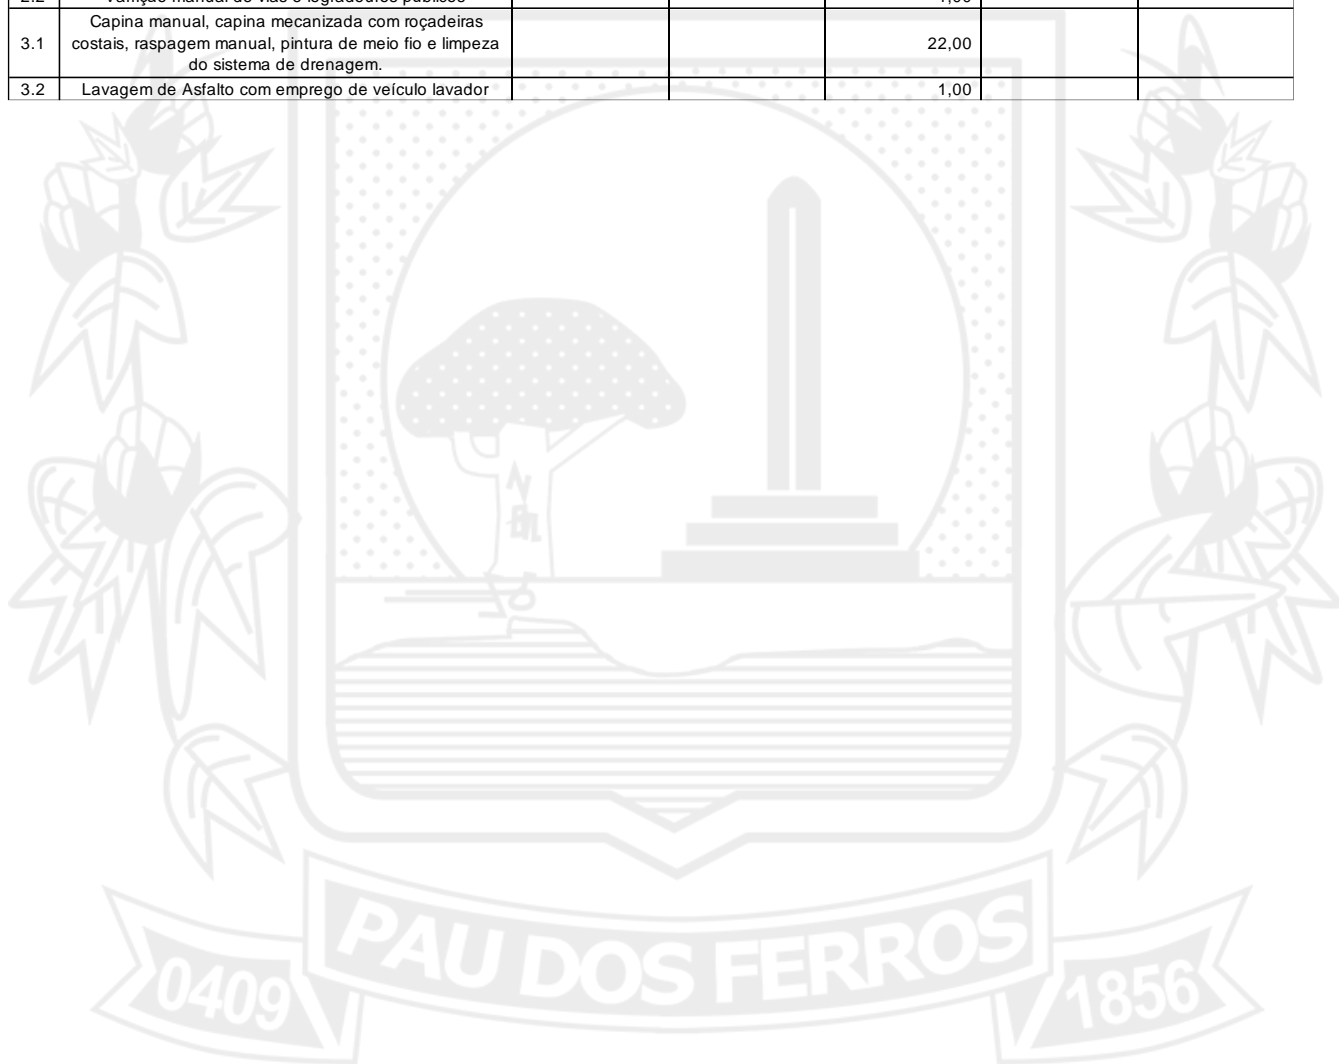 3.1
Capina manual, capina mecanizada com roçadeiras
costais, raspagem manual, pintura de meio fio e limpeza
do sistema de drenagem.
22,00
3.2 Lavagem de Asfalto com emprego de veículo lavador 1,00
PAU DOS FERROS
0409 1856